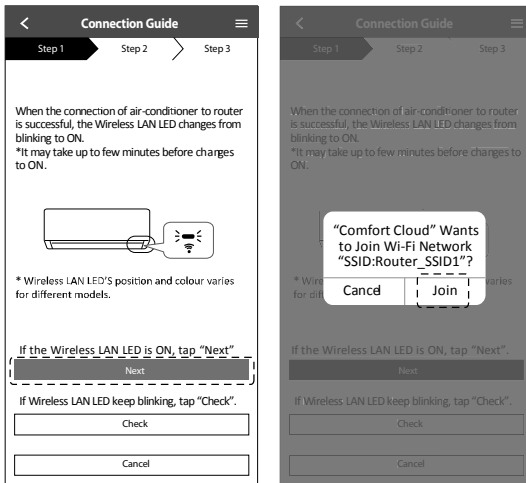 Connection Guide
Step 1
Step 2
Step 3
When the connection of air-conditioner to router
is successful, the Wireless LAN LED changes from
blinking to ON.
*It may take up to few minutes before changes
to ON.
* Wireless LAN LED'S position and colour varies
for different models.
If the Wireless LAN LED is ON, tap "Next"
Next
If Wireless LAN LED keep blinking, tap "Check".
Check
Cancel
Connection Guide
Step 1
Step 2
Step 3
When the connection of air-conditioner to router
is successful, the Wireless LAN LED changes from
blinking to ON.
*It may take up to few minutes before changes to
ON.
"Comfort Cloud" Wants
to Join Wi-Fi Network
"SSID:Router_SSID1"?
Cancel
Join
* Wire
varies
for diff
If the Wireless LAN LED is ON, tap "Next".
Next
If Wireless LAN LED keep blinking, tap "Check".
Check
Cancel